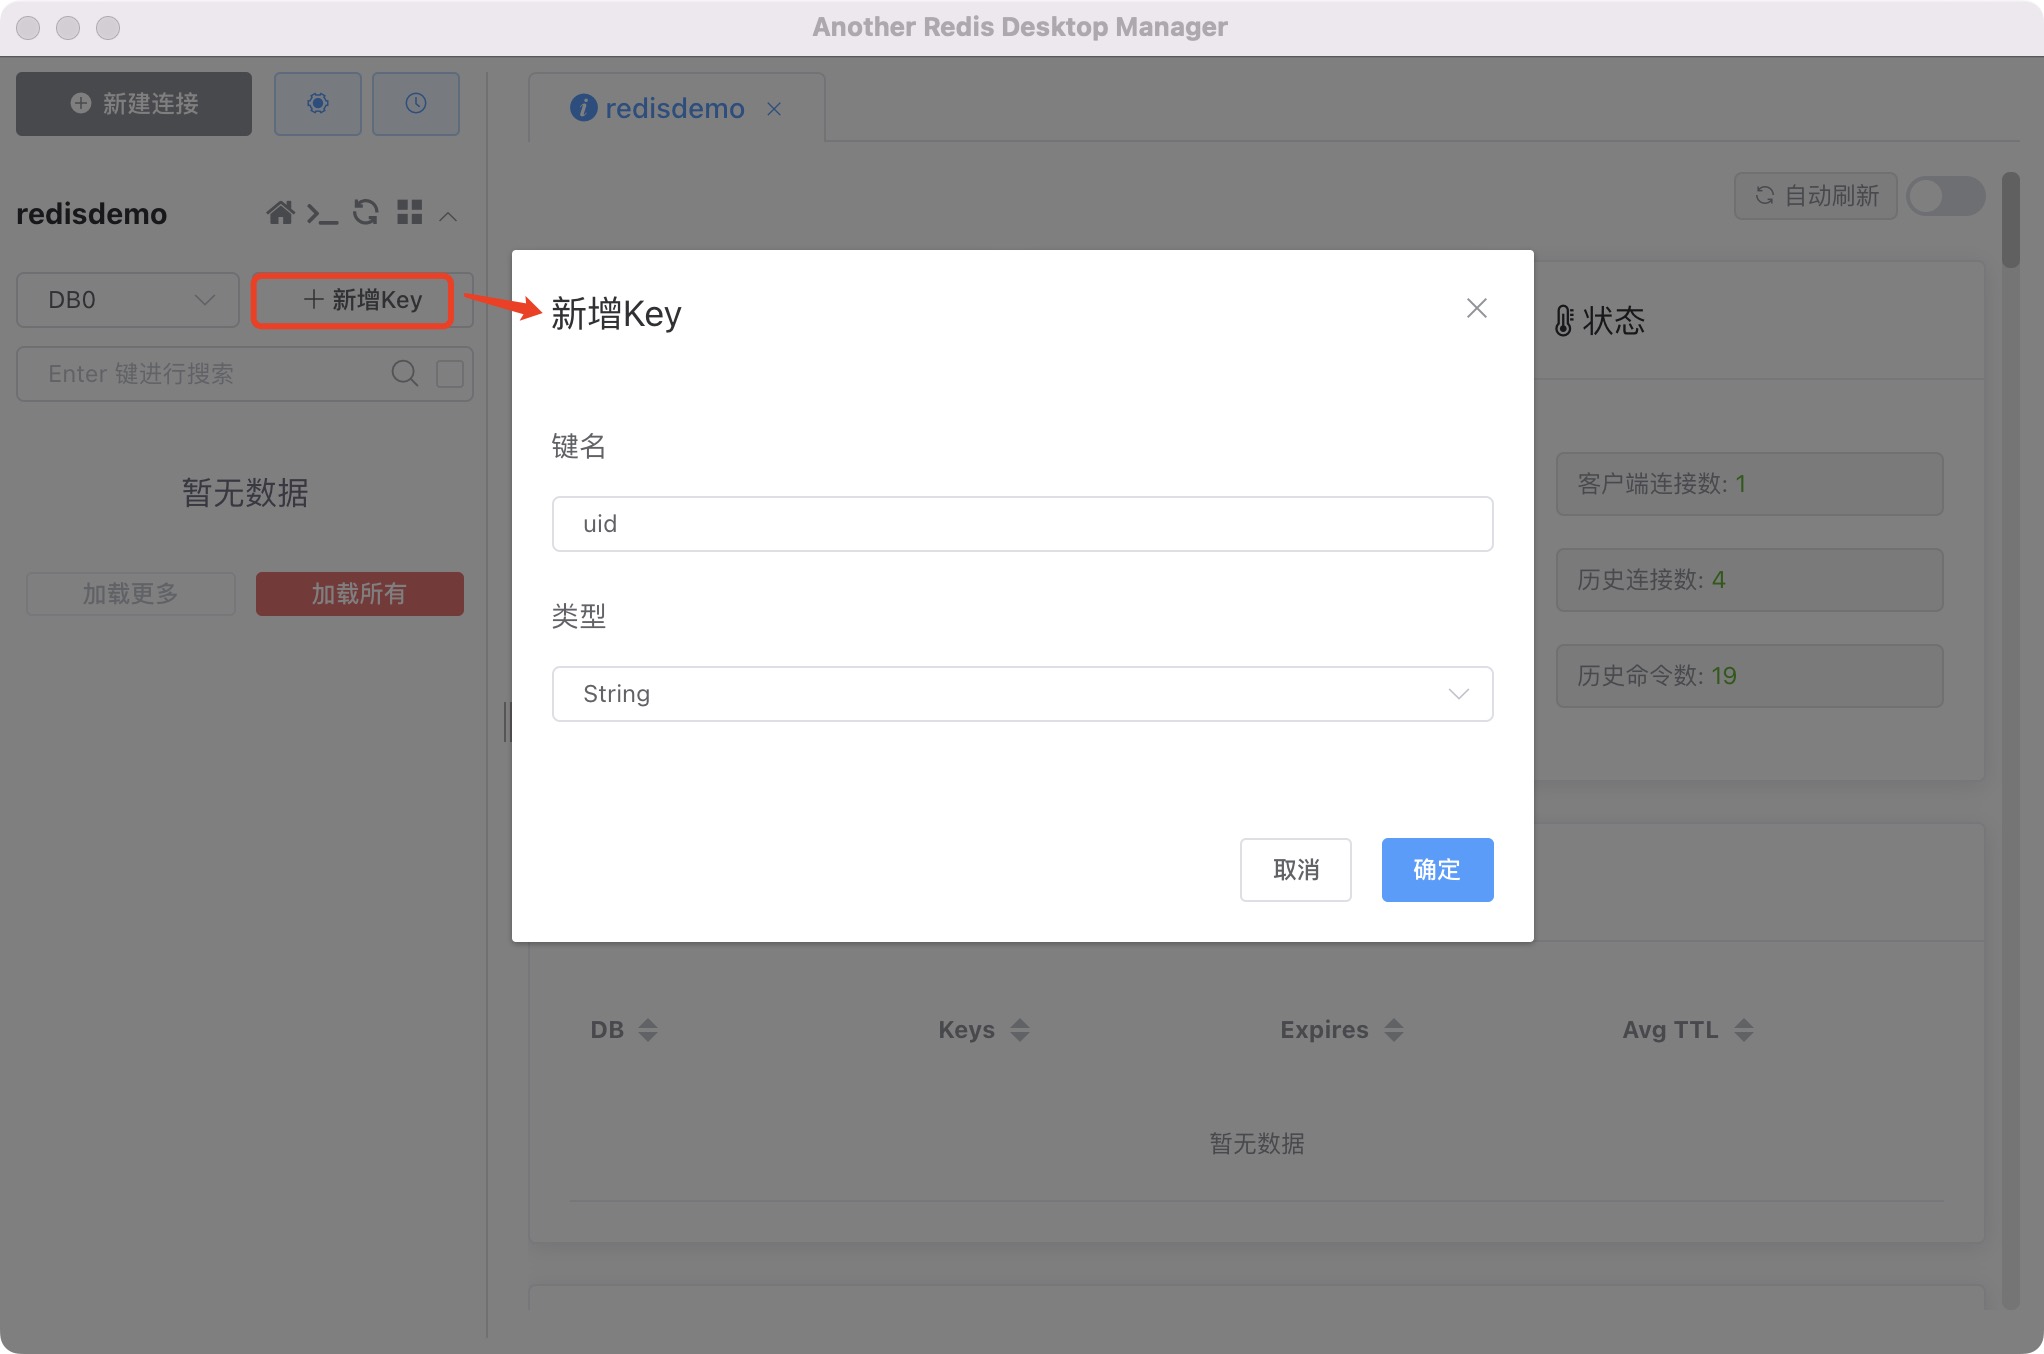 Another Redis Desktop Manager
新建连接
redisdemo
redisdemo
自动刷新
DB0
新增Key
Enter 键进行搜索
暂无数据
加载更多
加载所有
新增Key
键名
uid
类型
String
取消
确定
状态
客户端连接数: 1
历史连接数: 4
历史命令数: 19
DB
Keys
Expires
Avg TTL
暂无数据